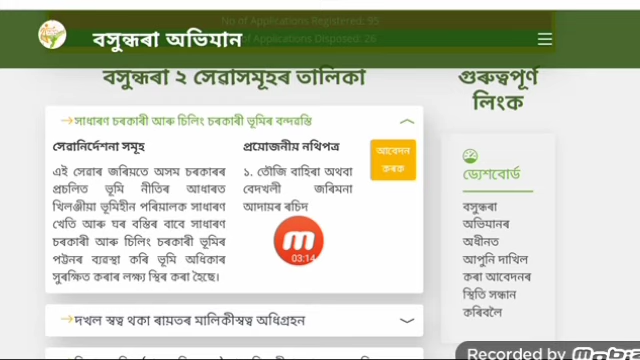 No of Applications Registered: 95
of Applications Disposed: 26
বসুন্ধৰা অভিযান
বসুন্ধৰা ২ সেৱাসমূহৰ তালিকা
→সাধাৰণ চৰকাৰী আৰু চিলিং চৰকাৰী ভূমিৰ বন্দৱস্তি
সেৱানিৰ্দেশনা সমূহ
এই সেৱাৰ জৰিয়তে অসম চৰকাৰৰ
প্ৰচলিত ভূমি নীতিৰ আধাৰত
খিলঞ্জীয়া ভূমিহীন পৰিয়ালক সাধাৰণ
খেতি আৰু ঘৰ বস্তিৰ বাবে সাধাৰণ
চৰকাৰী আৰু চিলিং চৰকাৰী ভূমিৰ
পট্টনৰ ব্যৱস্থা কৰি ভূমি অধিকাৰ
সুৰক্ষিত কৰাৰ লক্ষ্য স্থিৰ কৰা হৈছে।
প্ৰয়োজনীয় নথিপত্ৰ
১. তৌজি বাহিৰা অথবা
বেদখলী জৰিমনা
আদায়ৰ ৰচিদ
আবেদন
কৰক
03:14
→দখল স্বত্ব থকা ৰায়তৰ মালিকীস্বত্ব অধিগ্ৰহন
গুৰুত্বপূৰ্ণ
লিংক
ড্যেশবোৰ্ড
বসুন্ধৰা
অভিযানৰ
অধীনত
আপুনি দাখিল
কৰা আবেদনৰ
স্থিতি সন্ধান
কৰিবলৈ
Recorded by